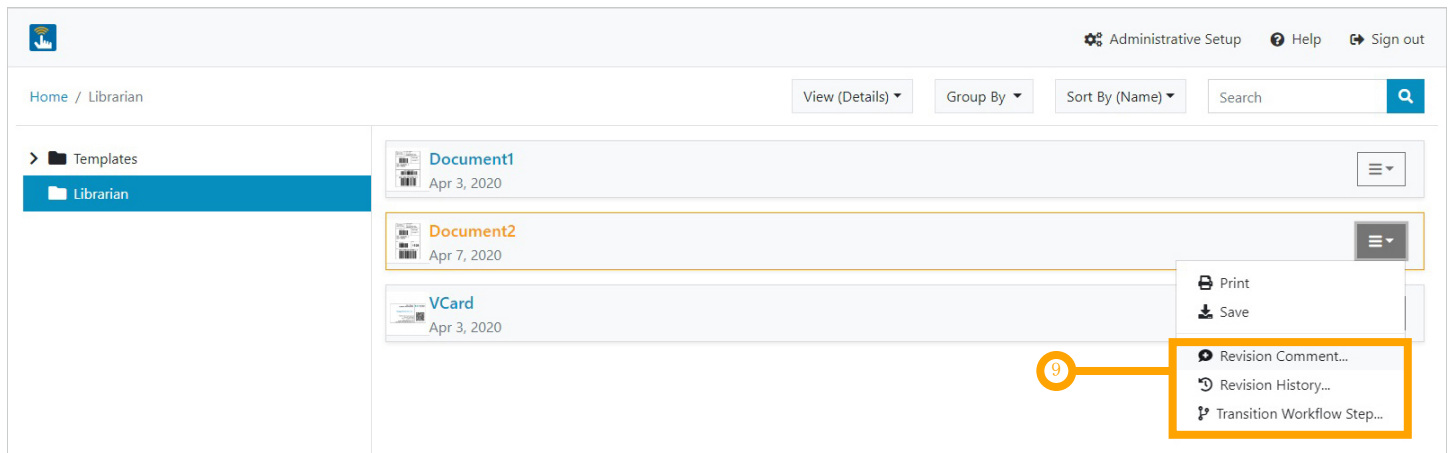 Administrative Setup Help Sign out
Home / Librarian View (Details) Group By Sort By (Name) Search
Templates
Librarian
Document1
Apr 3, 2020
Document2
Apr 7, 2020
Print
Save
VCard
Apr 3, 2020
9
Revision Comment...
Revision History...
Transition Workflow Step...